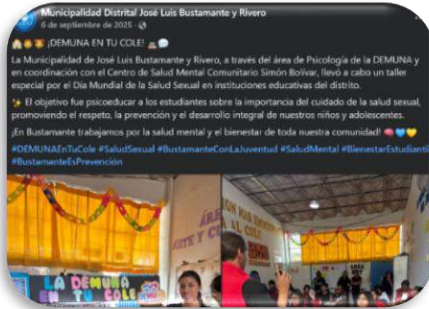 Municipalidad Distrital José Luis Bustamante y Rivero
6 de septiembre de 2025 ·
¡DEMUNA EN TU COLE!
La Municipalidad de José Luis Bustamante y Rivero, a través del área de Psicología de la DEMUNA y
en coordinación con el Centro de Salud Mental Comunitario Simón Bolívar, llevó a cabo un taller
especial por el Día Mundial de la Salud Sexual en instituciones educativas del distrito.
El objetivo fue psicoeducar a los estudiantes sobre la importancia del cuidado de la salud sexual,
promoviendo el respeto, la prevención y el desarrollo integral de nuestros niños y adolescentes.
¡En Bustamante trabajamos por la salud mental y el bienestar de toda nuestra comunidad!
#DEMUNAEnTuCole #SaludSexual #BustamanteConLaJuventud #SaludMental #BienestarEstudianti
#BustamanteEsPrevención
ÁRE
ARTE Y C
LA DEMUNA
EN TU COLE